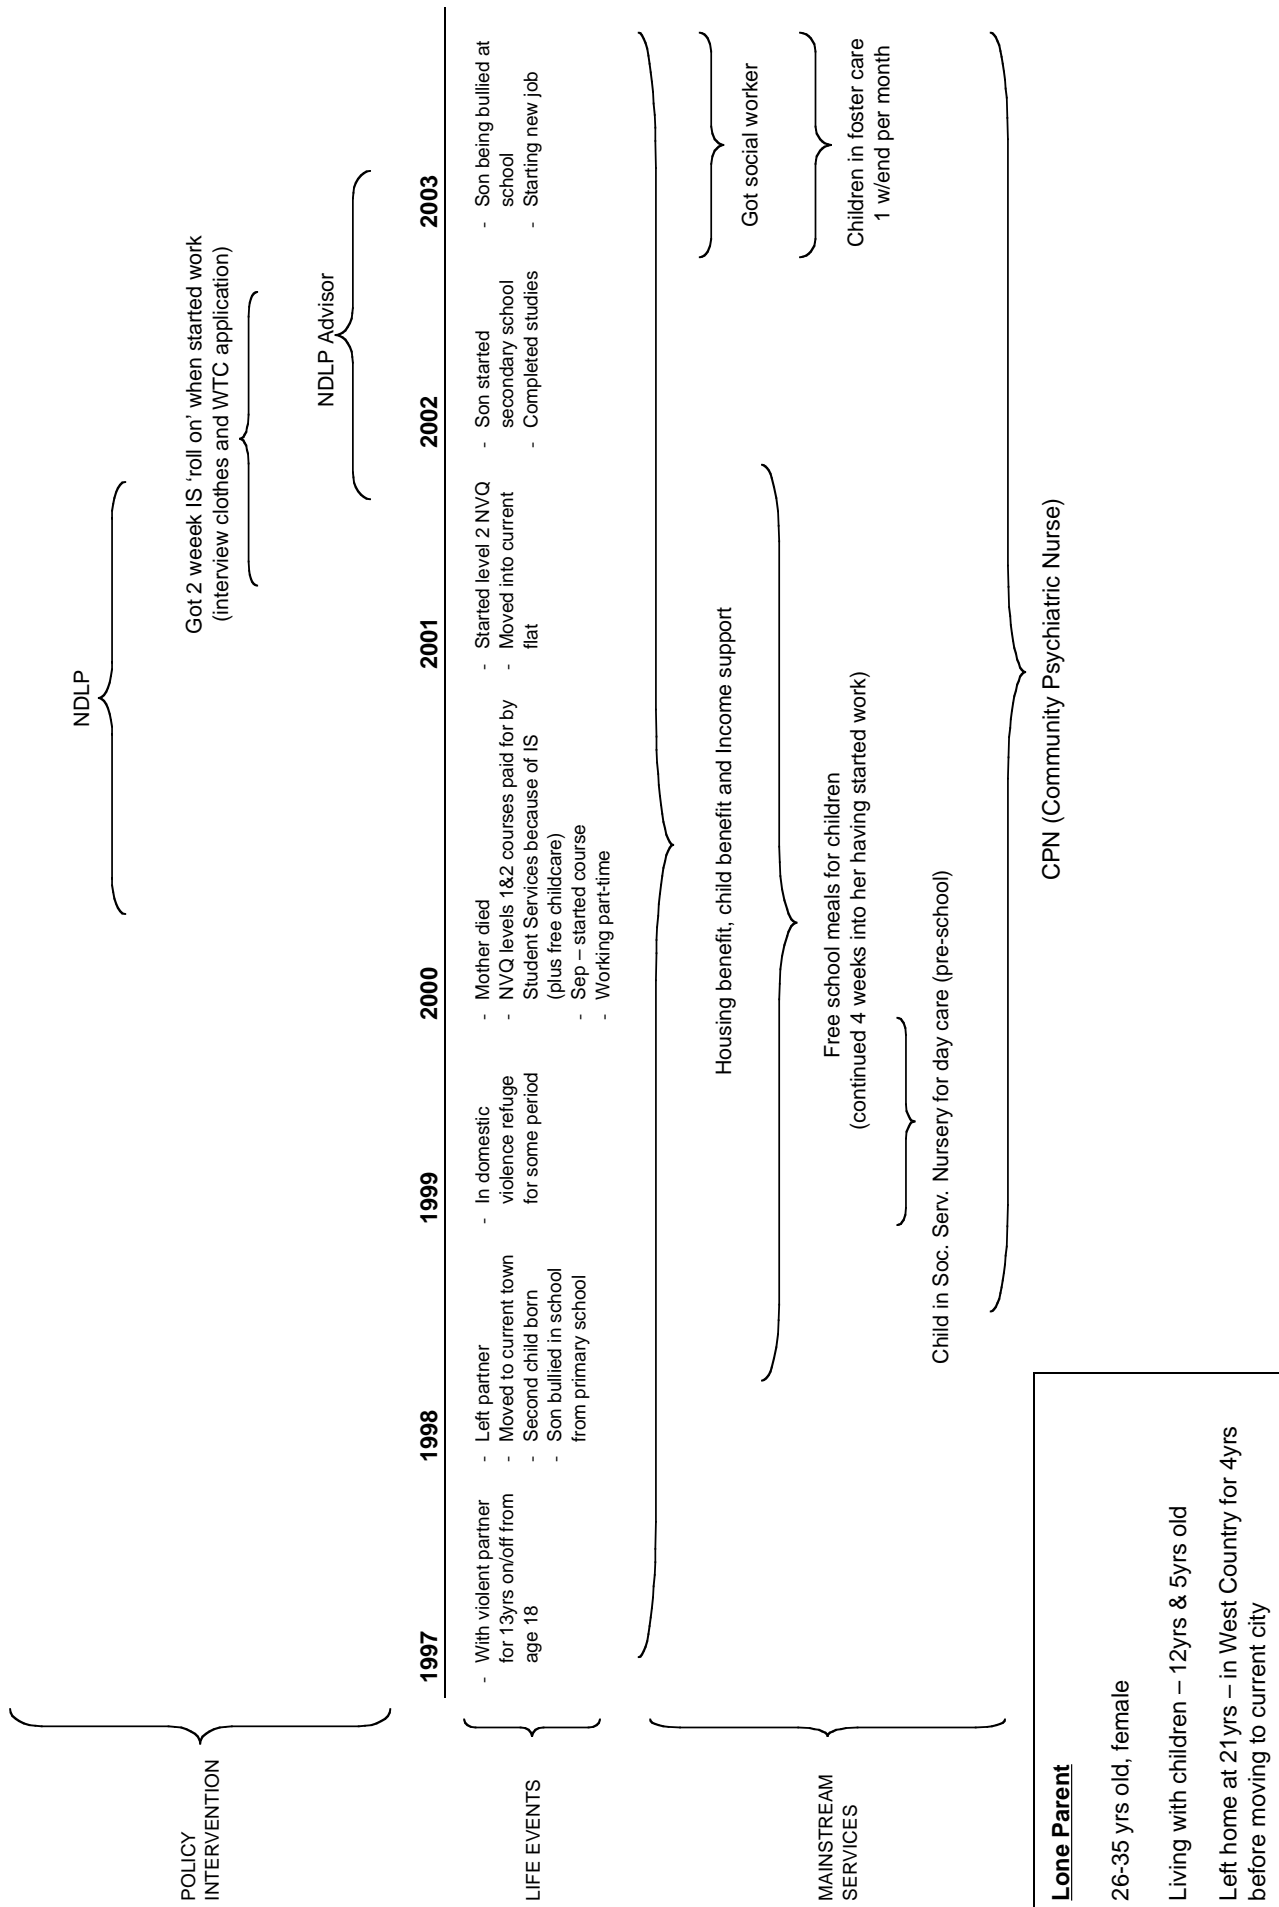 POLICY
INTERVENTION
NDLP
Got 2 weeek IS ‘roll on’ when started work
(interview clothes and WTC application)
NDLP Advisor
1997
1998
1999
2000
2001
2002
2003
LIFE EVENTS
- With violent partner
for 13yrs on/off from
age 18
- Left partner
- Moved to current town
- Second child born
- Son bullied in school
from primary school
- In domestic
violence refuge
for some period
- Mother died
- NVQ levels 1&2 courses paid for by
Student Services because of IS
(plus free childcare)
- Sep – started course
- Working part-time
- Started level 2 NVQ
- Moved into current
flat
- Son started
secondary school
- Completed studies
- Son being bullied at
school
- Starting new job
MAINSTREAM
SERVICES
Housing benefit, child benefit and Income support
Got social worker
Free school meals for children
(continued 4 weeks into her having started work)
Children in foster care
1 w/end per month
Child in Soc. Serv. Nursery for day care (pre-school)
CPN (Community Psychiatric Nurse)
Lone Parent
26-35 yrs old, female
Living with children – 12yrs & 5yrs old
Left home at 21yrs – in West Country for 4yrs
before moving to current city